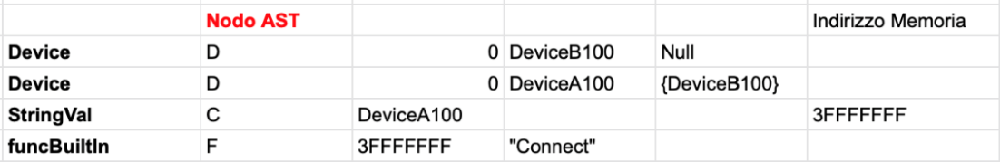 Nodo AST Indirizzo Memoria
Device D 0 DeviceB100 Null
Device D 0 DeviceA100 {DeviceB100}
StringVal C DeviceA100 3FFFFFFF
funcBuiltIn F 3FFFFFFF "Connect"